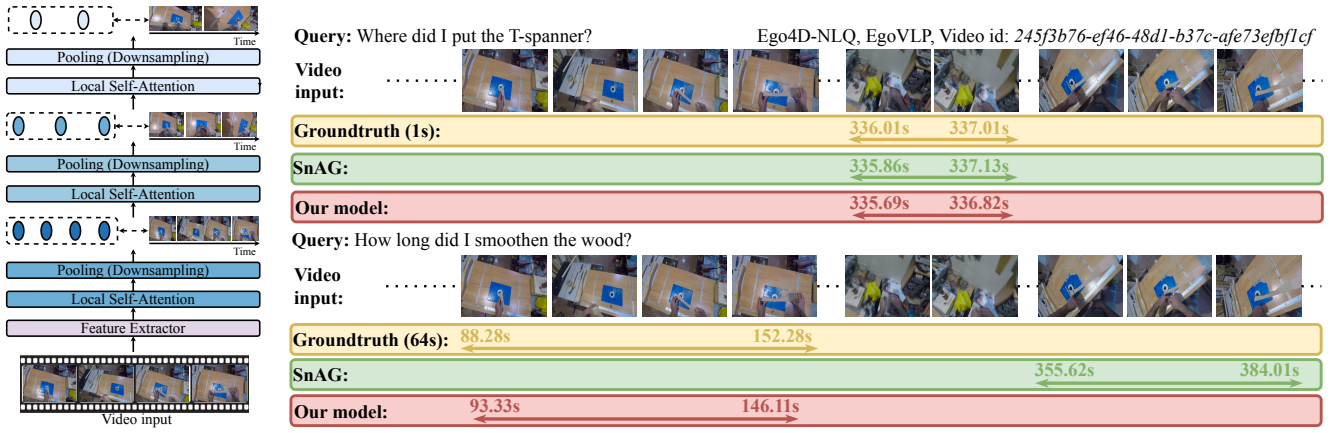 Time
Pooling (Downsampling)
Local Self-Attention
Pooling (Downsampling)
Local Self-Attention
Time
Pooling (Downsampling)
Local Self-Attention
Feature Extractor
Video input
Query: Where did I put the T-spanner?
Ego4D-NLQ, EgoVLP, Video id: 245f3b76-ef46-48d1-b37c-afe73efbf1cf
Video
input:
Groundtruth (1s): 336.01s 337.01s
SnAG: 335.86s 337.13s
Our model: 335.69s 336.82s
Query: How long did I smoothen the wood?
Video
input:
Groundtruth (64s): 88.28s 152.28s
SnAG: 355.62s 384.01s
Our model: 93.33s 146.11s